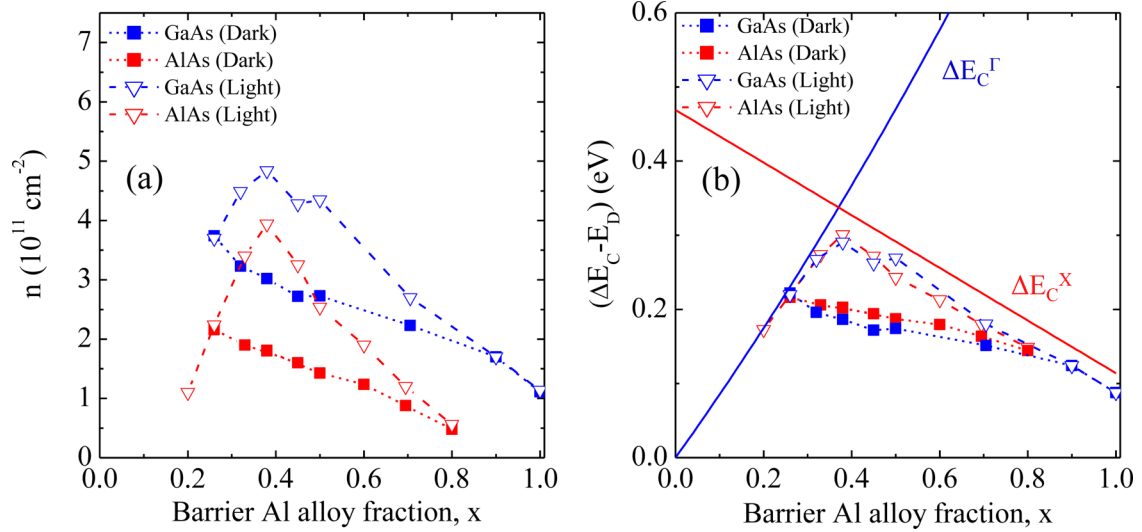 7
6
5
4
3
2
1
0
n (10¹¹ cm⁻²)
GaAs (Dark)
AlAs (Dark)
GaAs (Light)
AlAs (Light)
(a)
0.0 0.2 0.4 0.6 0.8 1.0
Barrier Al alloy fraction, x
0.6
0.4
0.2
0.0
(ΔE_C-E_D) (eV)
GaAs (Dark)
AlAs (Dark)
GaAs (Light)
AlAs (Light)
ΔE_C^Γ
(b)
ΔE_C^X
0.0 0.2 0.4 0.6 0.8 1.0
Barrier Al alloy fraction, x